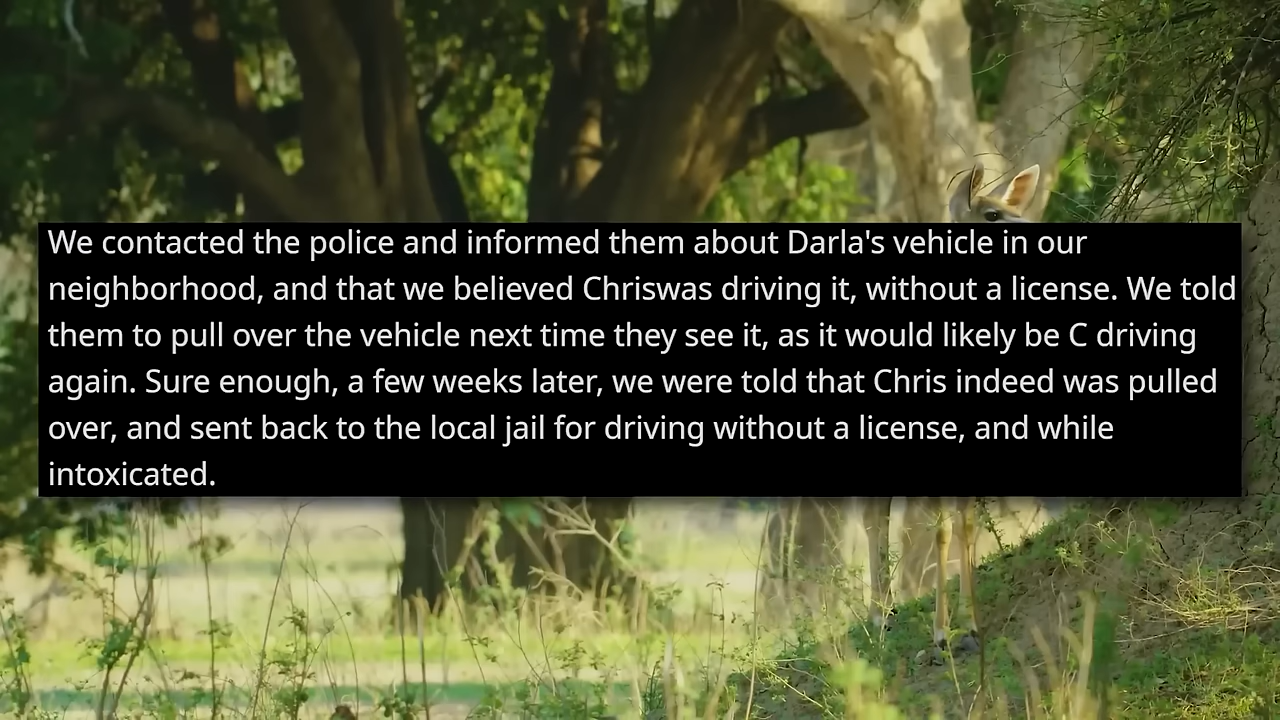 We contacted the police and informed them about Darla's vehicle in our
neighborhood, and that we believed Chriswas driving it, without a license. We told
them to pull over the vehicle next time they see it, as it would likely be C driving
again. Sure enough, a few weeks later, we were told that Chris indeed was pulled
over, and sent back to the local jail for driving without a license, and while
intoxicated.